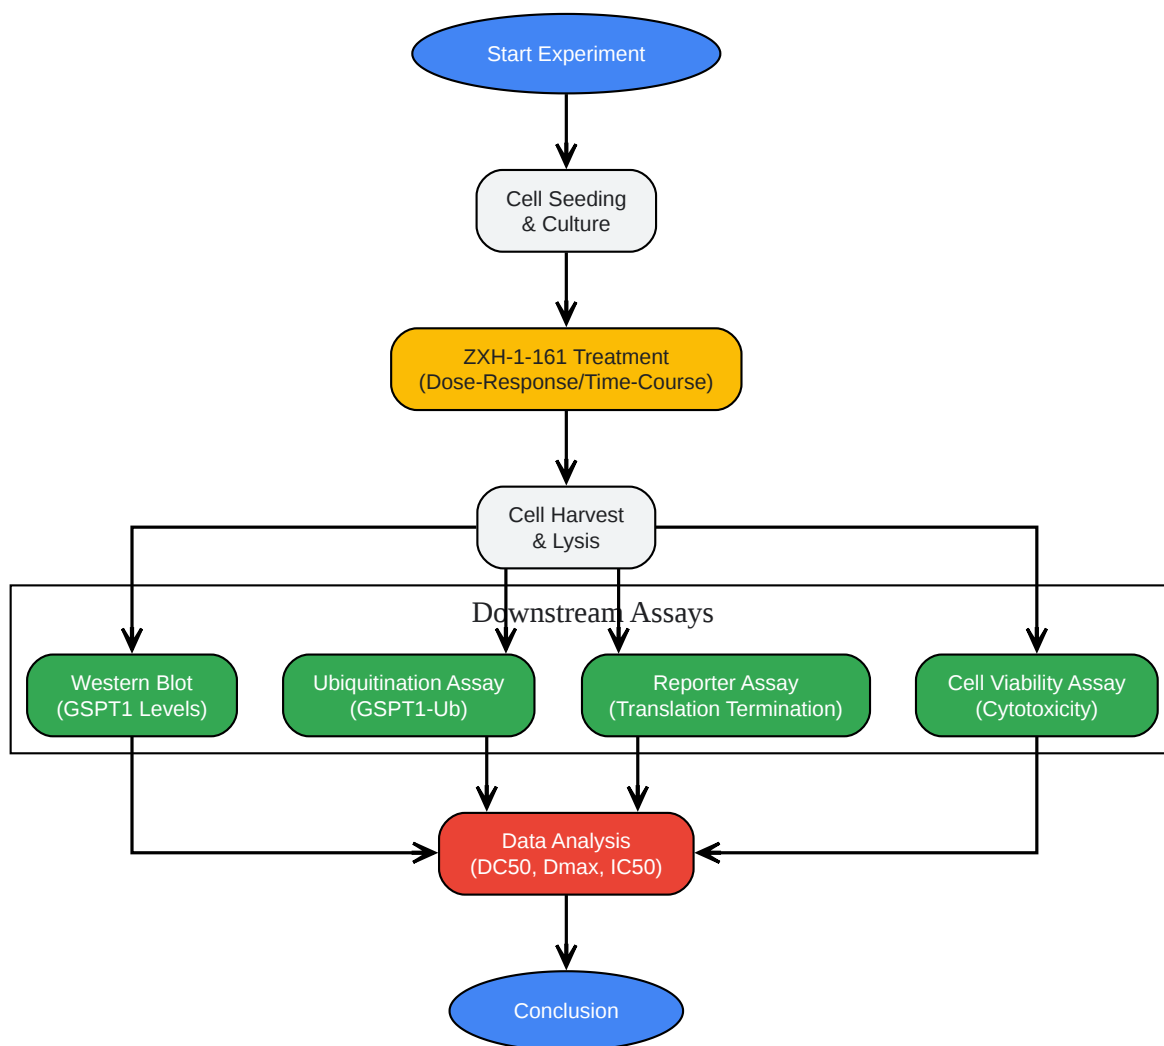 Start Experiment
Cell Seeding
& Culture
ZXH-1-161 Treatment
(Dose-Response/Time-Course)
Cell Harvest
& Lysis
Downstream Assays
Western Blot
(GSPT1 Levels)
Ubiquitination Assay
(GSPT1-Ub)
Reporter Assay
(Translation Termination)
Cell Viability Assay
(Cytotoxicity)
Data Analysis
(DC50, Dmax, IC50)
Conclusion